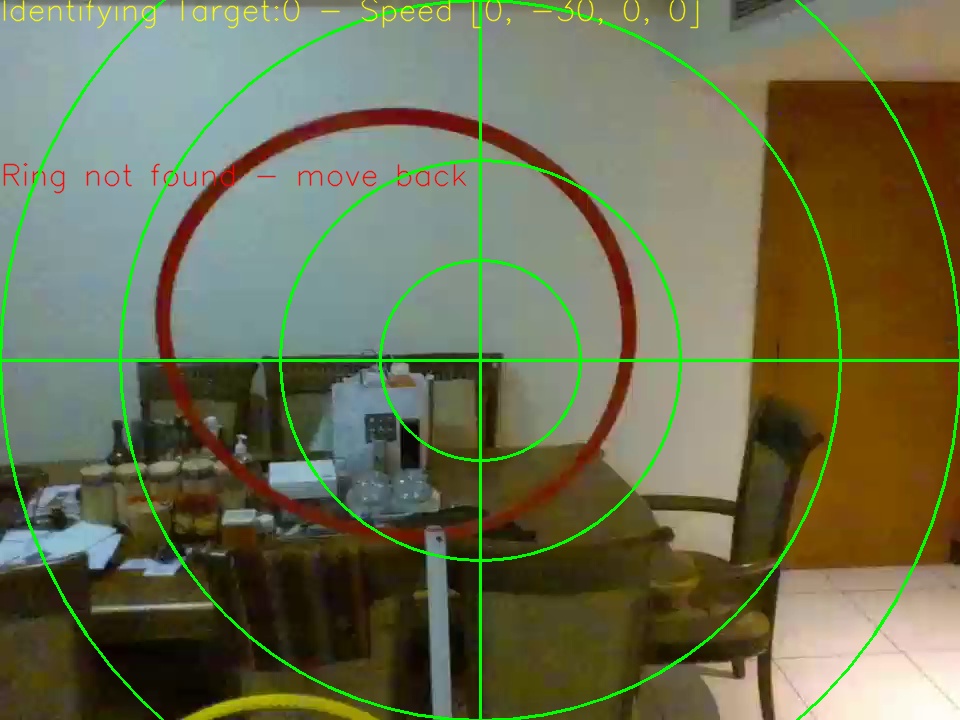 Identifying Target:0 - Speed [0, -30, 0, 0]
Ring not found - move back